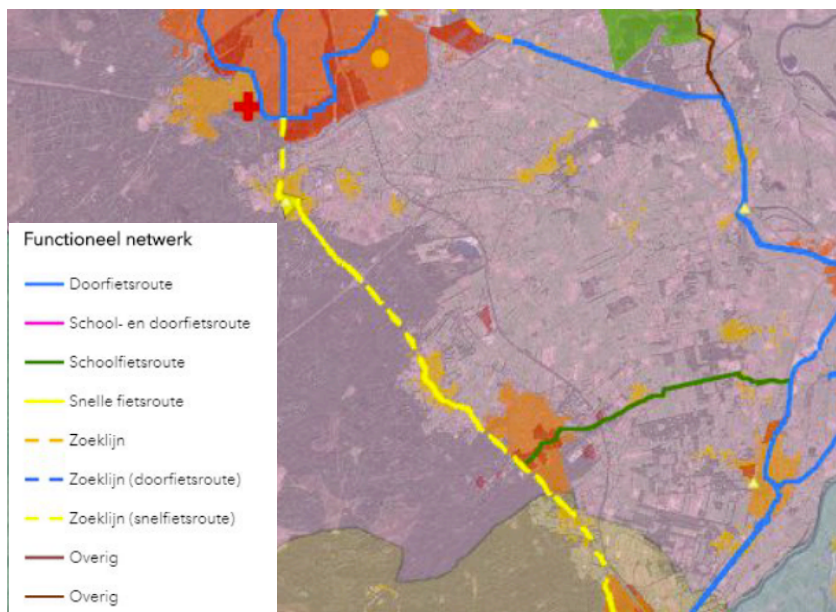 Functioneel netwerk
Doorfietsroute
School- en doorfietsroute
Schoolfietsroute
Snelle fietsroute
Zoeklijn
Zoeklijn (doorfietsroute)
Zoeklijn (snelfietsroute)
Overig
Overig